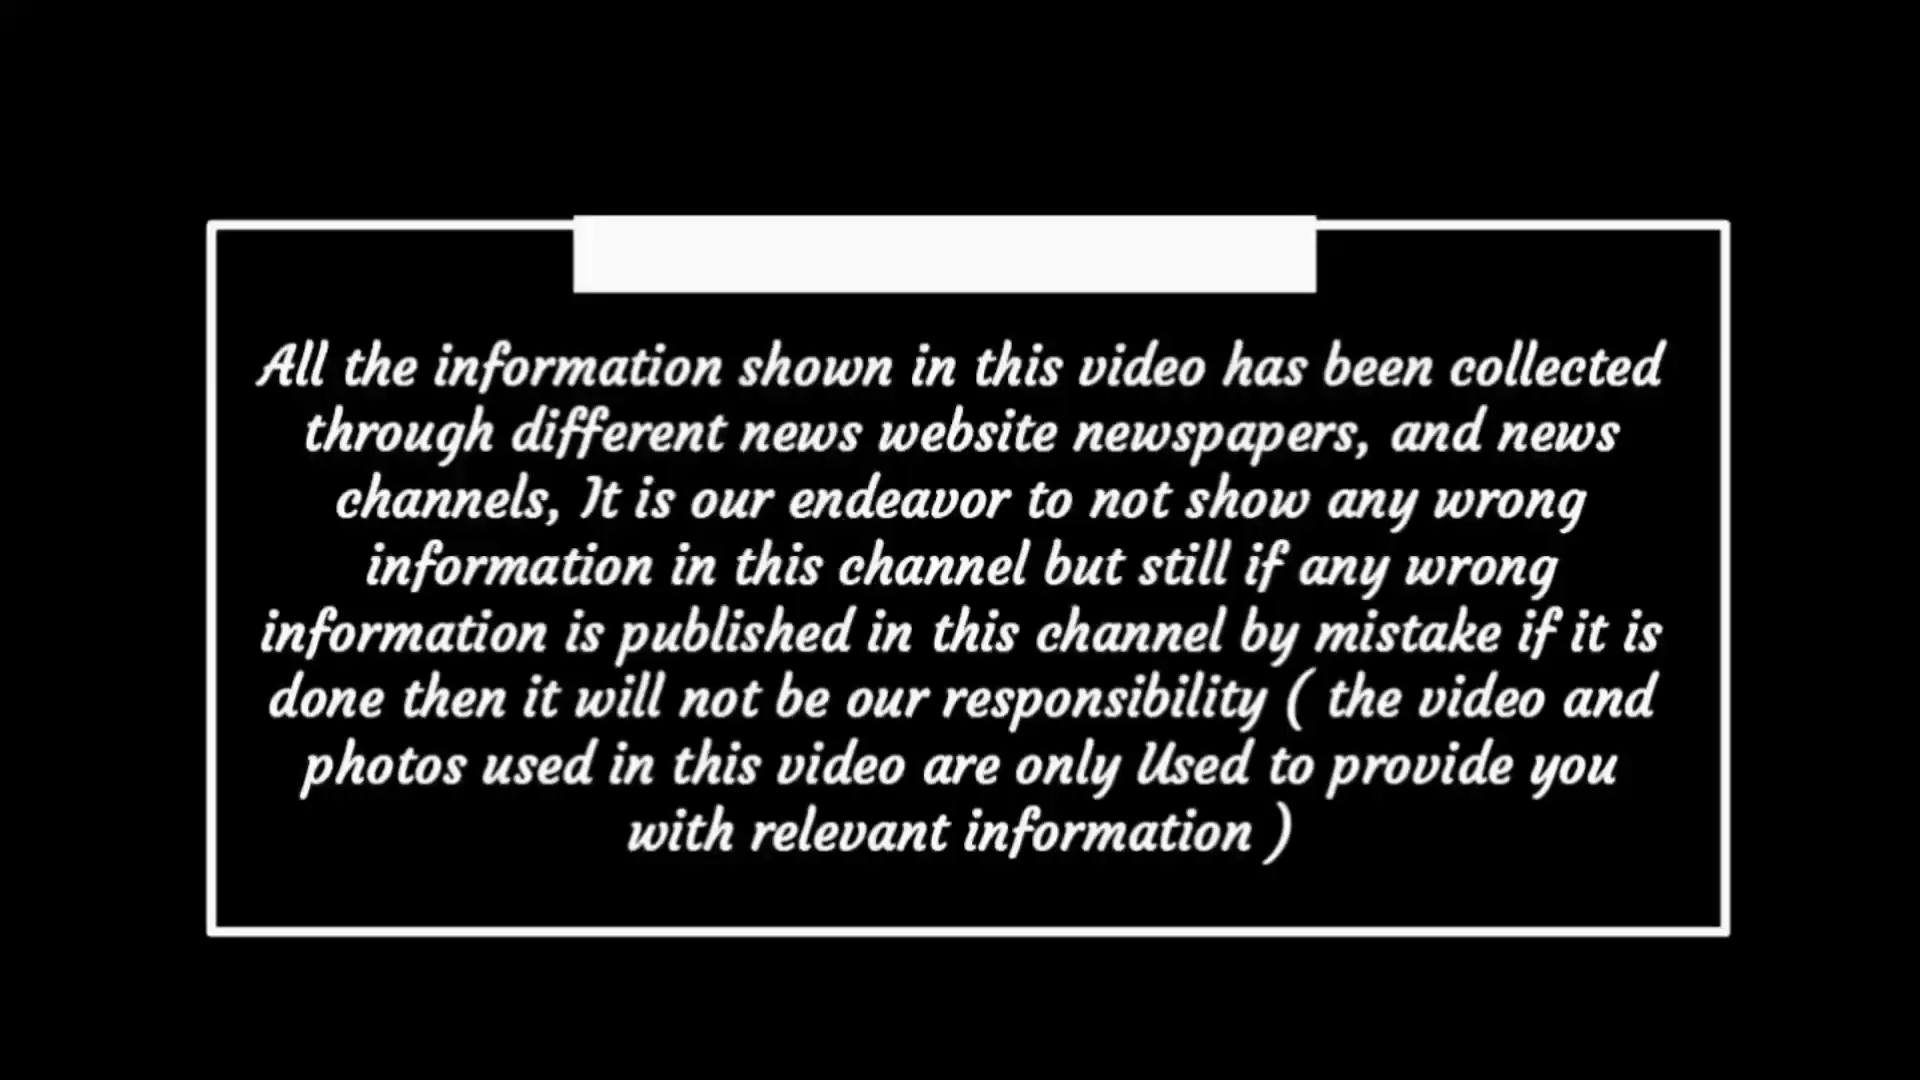 All the information shown in this video has been collected
through different news website newspapers, and news
channels, It is our endeavor to not show any wrong
information in this channel but still if any wrong
information is published in this channel by mistake if it is
done then it will not be our responsibility ( the video and
photos used in this video are only Used to provide you
with relevant information )